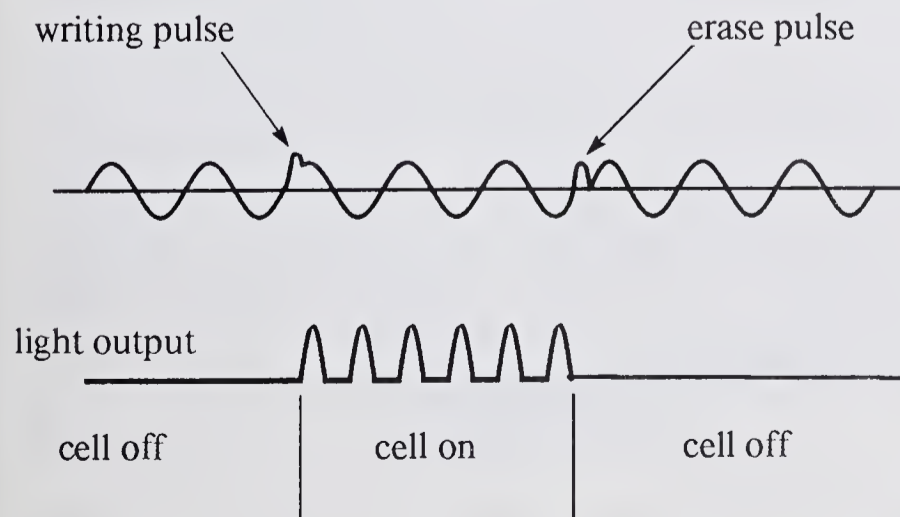 writing pulse
erase pulse
light output
cell off
cell on
cell off